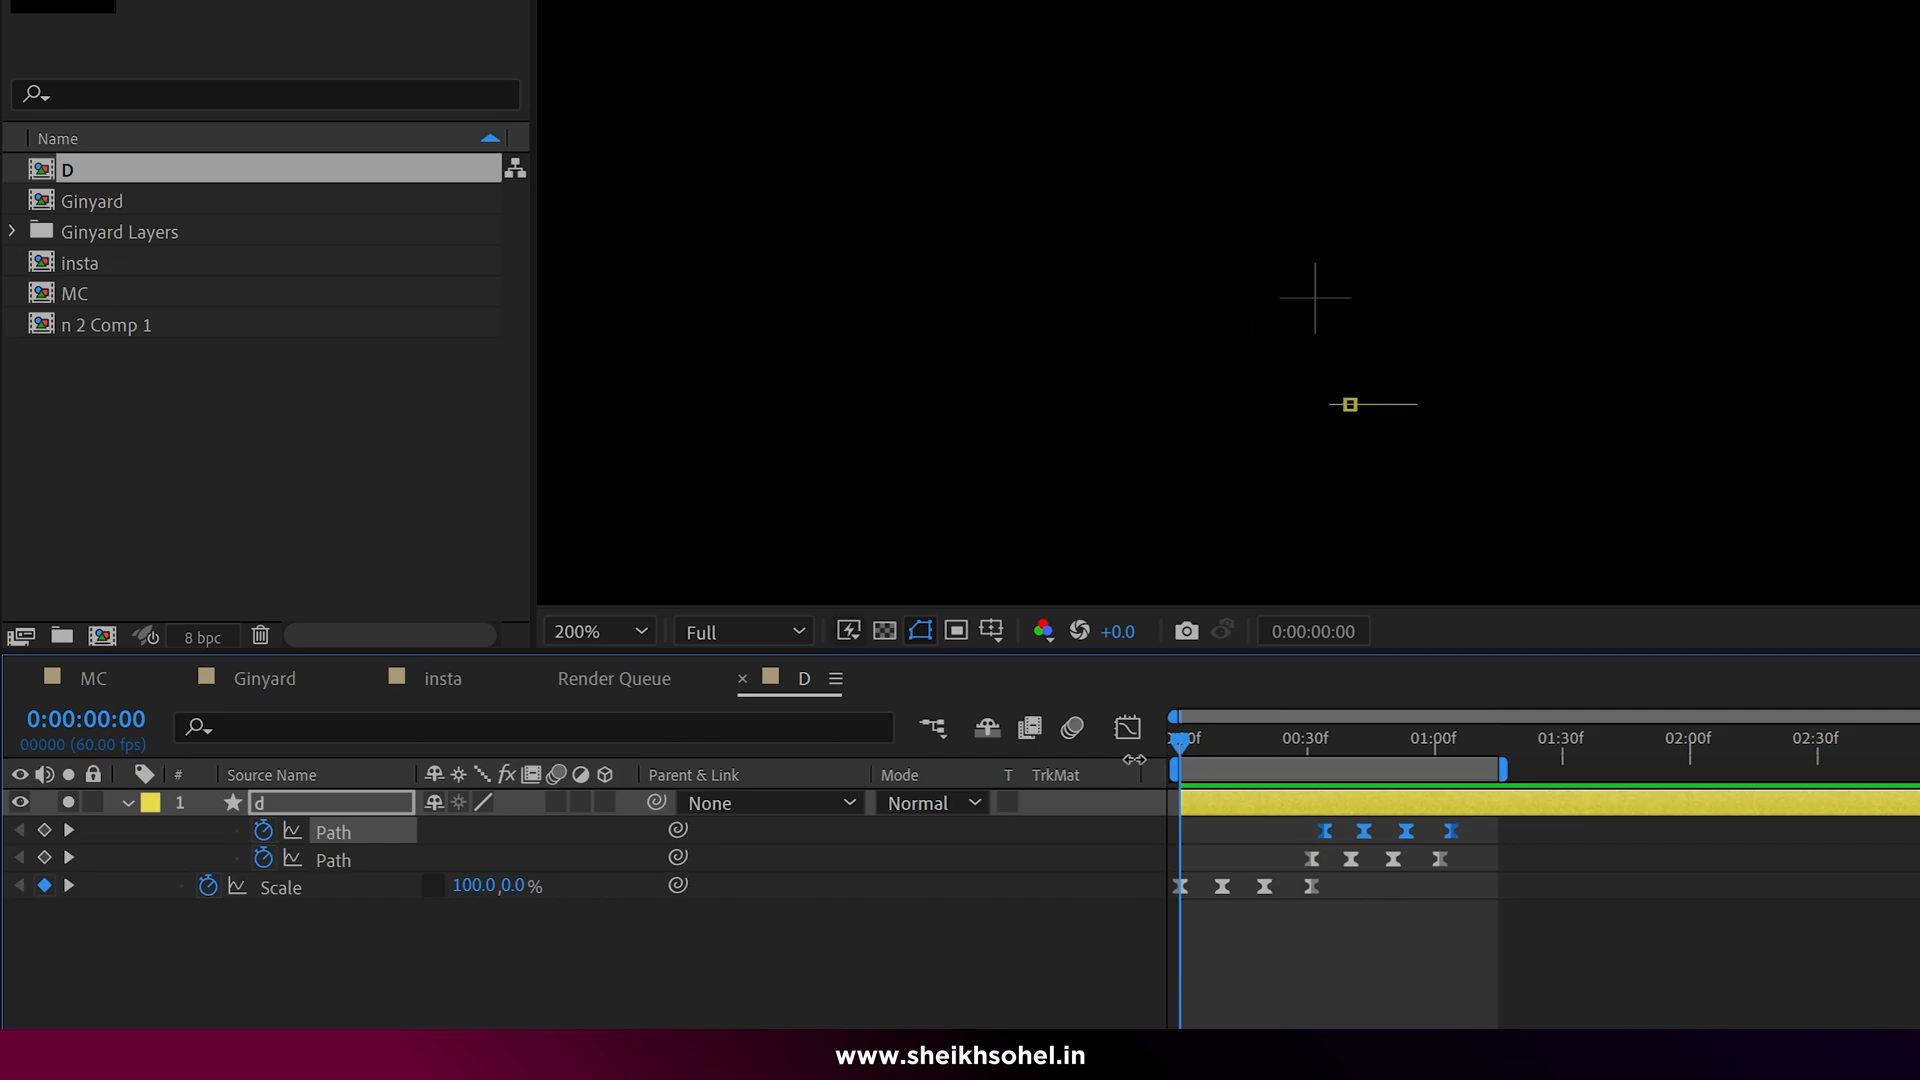 Name
D
Ginyard
Ginyard Layers
insta
MC
n 2 Comp 1
8 bpc
200%
Full
+0.0
0:00:00:00
MC
Ginyard
insta
Render Queue
× D
0:00:00:00
00000 (60.00 fps)
00:30f
01:00f
01:30f
02:00f
02:30f
# Source Name fx Parent & Link Mode T TrkMat
1 d None Normal
Path
Path
Scale 100.0,0.0 %
www.sheikhsohel.in